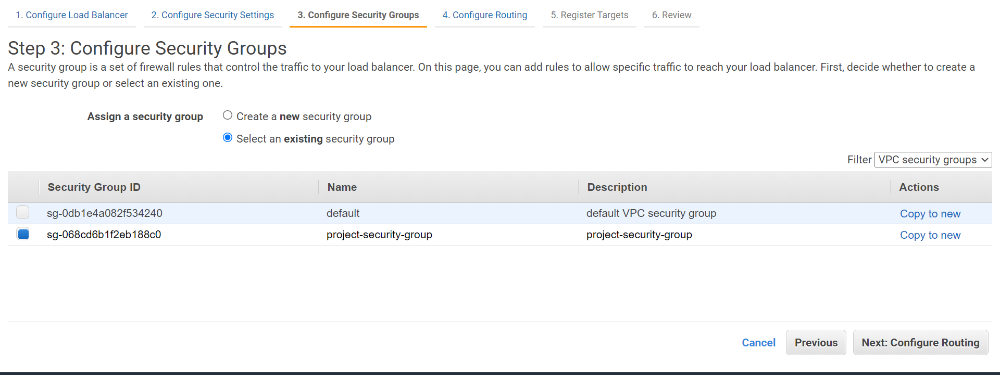 1. Configure Load Balancer 2. Configure Security Settings 3. Configure Security Groups 4. Configure Routing 5. Register Targets 6. Review
Step 3: Configure Security Groups
A security group is a set of firewall rules that control the traffic to your load balancer. On this page, you can add rules to allow specific traffic to reach your load balancer. First, decide whether to create a
new security group or select an existing one.
Assign a security group Create a new security group
Select an existing security group
Filter VPC security groups
Security Group ID Name Description Actions
sg-0db1e4a082f534240 default default VPC security group Copy to new
sg-068cd6b1f2eb188c0 project-security-group project-security-group Copy to new
Cancel Previous Next: Configure Routing